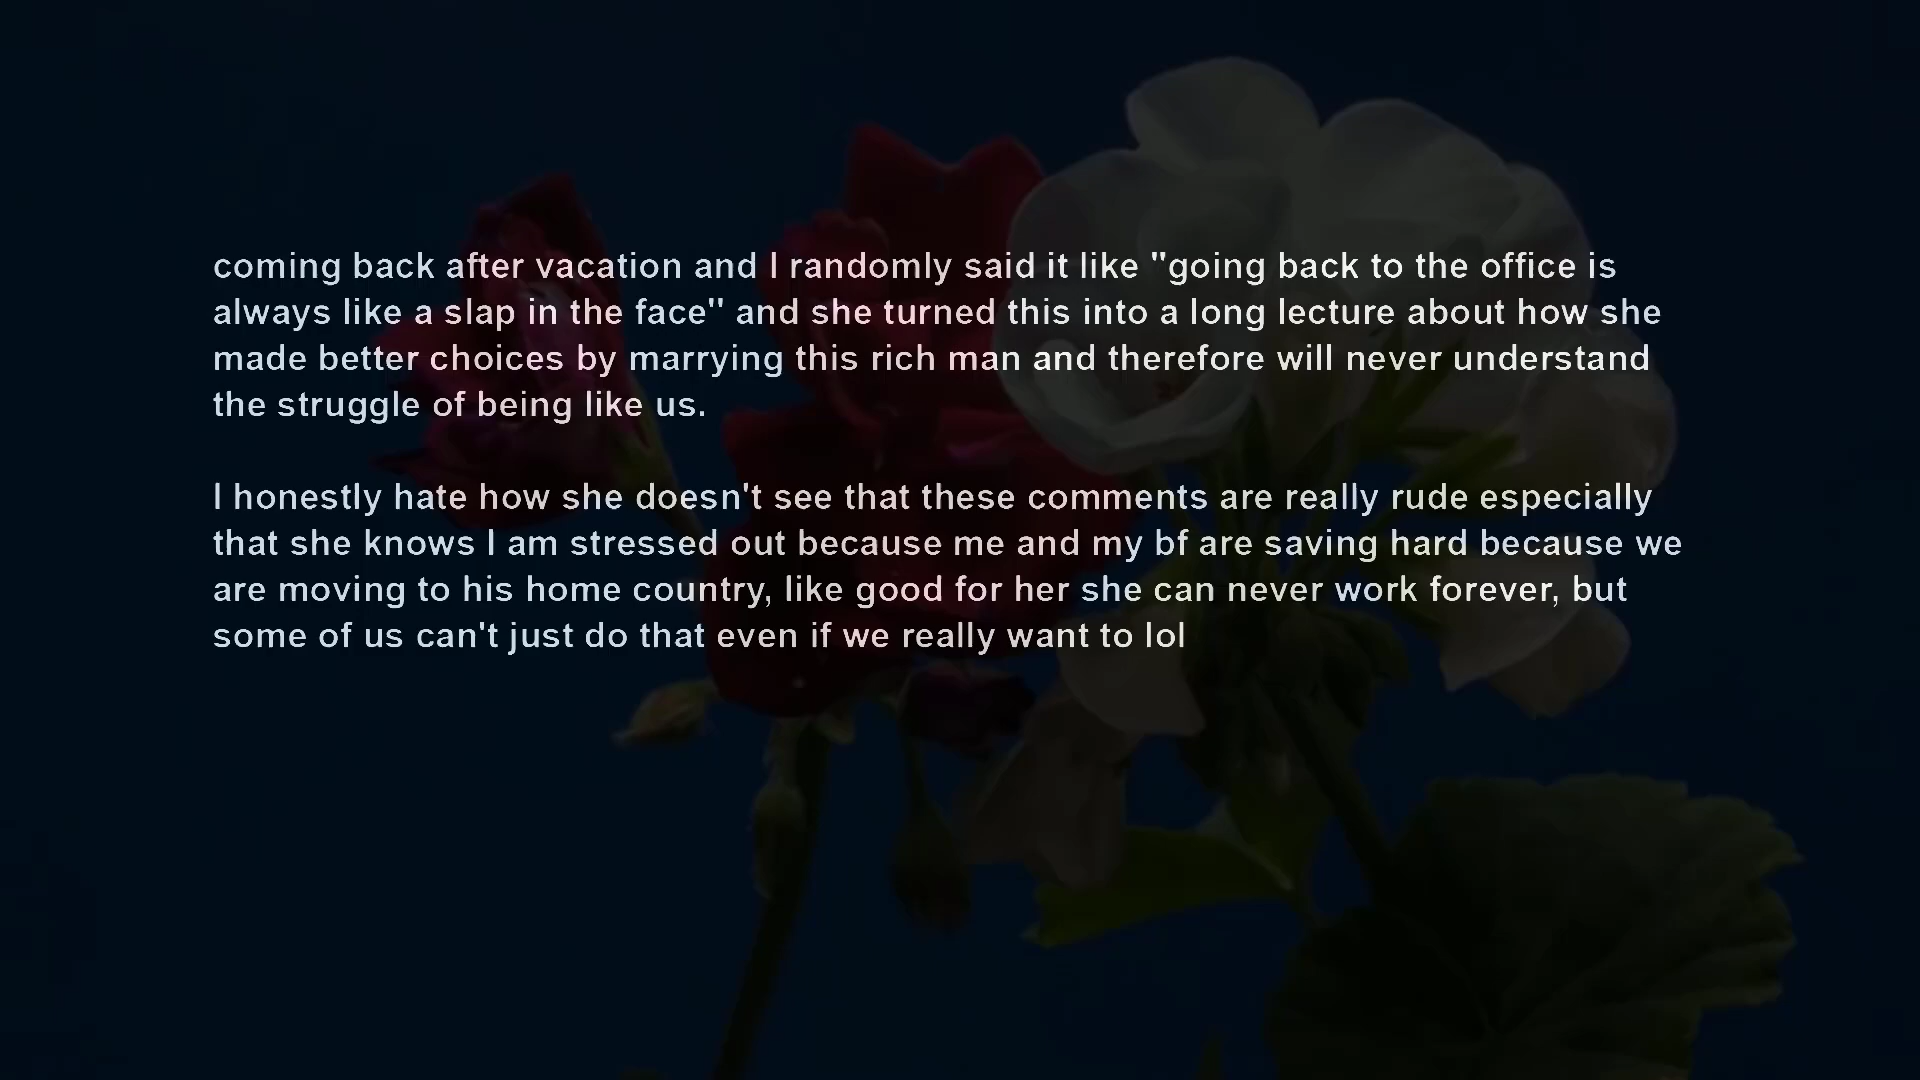 coming back after vacation and I randomly said it like "going back to the office is
always like a slap in the face" and she turned this into a long lecture about how she
made better choices by marrying this rich man and therefore will never understand
the struggle of being like us.
I honestly hate how she doesn't see that these comments are really rude especially
that she knows I am stressed out because me and my bf are saving hard because we
are moving to his home country, like good for her she can never work forever, but
some of us can't just do that even if we really want to lol